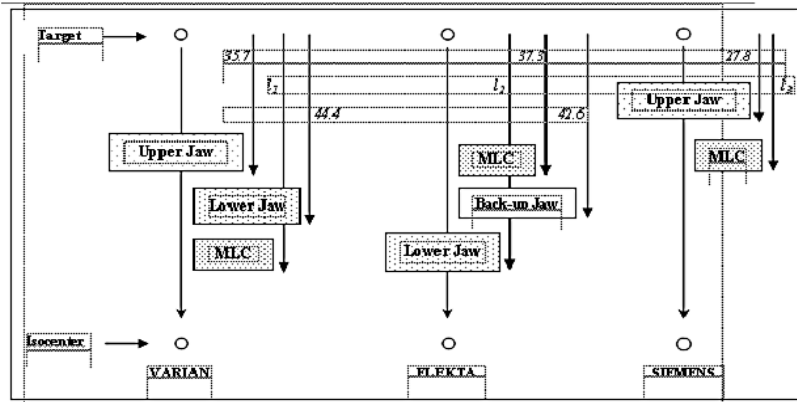 Target
35.7 37.3 27.8
l₁ l₂ l₃
Upper Jaw
44.4 42.6
Upper Jaw MLC MLC
Lower Jaw Back-up Jaw
MLC Lower Jaw
Isocenter
VARIAN ELEKTA SIEMENS